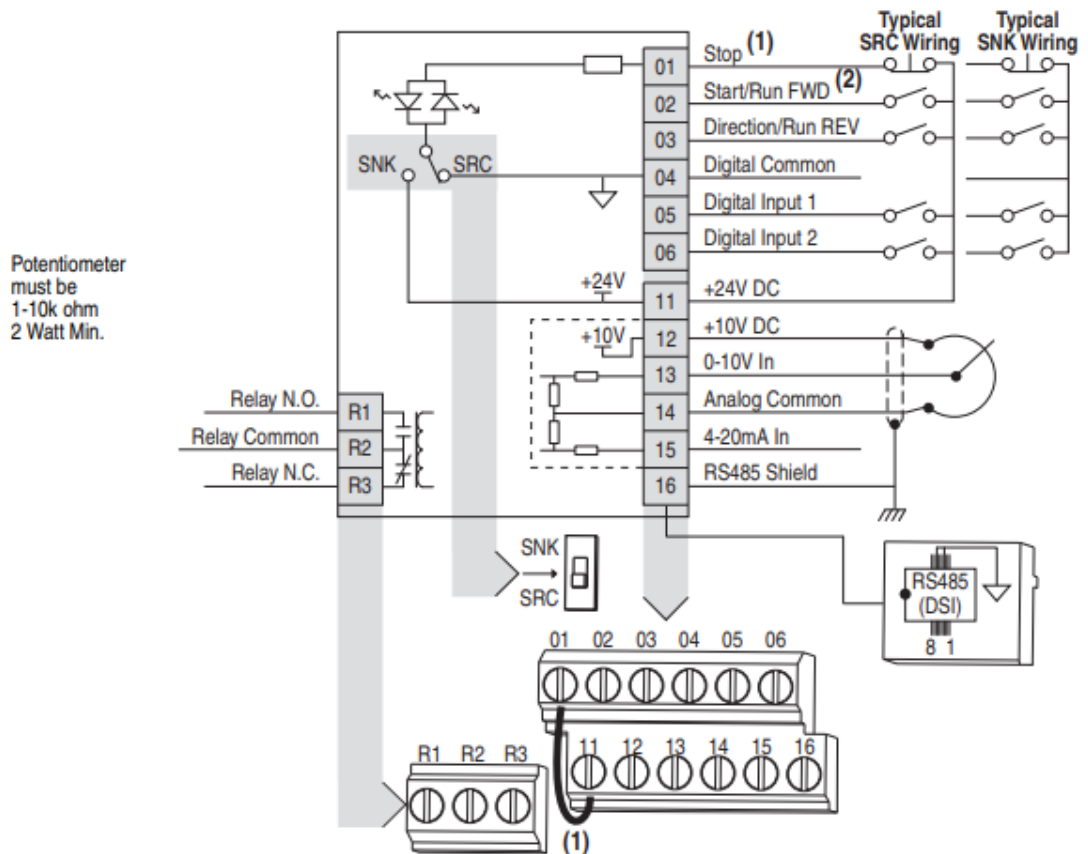 Typical
SRC Wiring
Typical
SNK Wiring
01
Stop (1)
02
Start/Run FWD (2)
03
Direction/Run REV
SNK
SRC
04
Digital Common
05
Digital Input 1
06
Digital Input 2
Potentiometer
must be
1-10k ohm
2 Watt Min.
+24V
11
+24V DC
+10V
12
+10V DC
13
0-10V In
14
Analog Common
15
4-20mA In
16
RS485 Shield
Relay N.O.
R1
Relay Common
R2
Relay N.C.
R3
SNK
SRC
RS485
(DSI)
8 1
01 02 03 04 05 06
11 12 13 14 15 16
R1 R2 R3
(1)